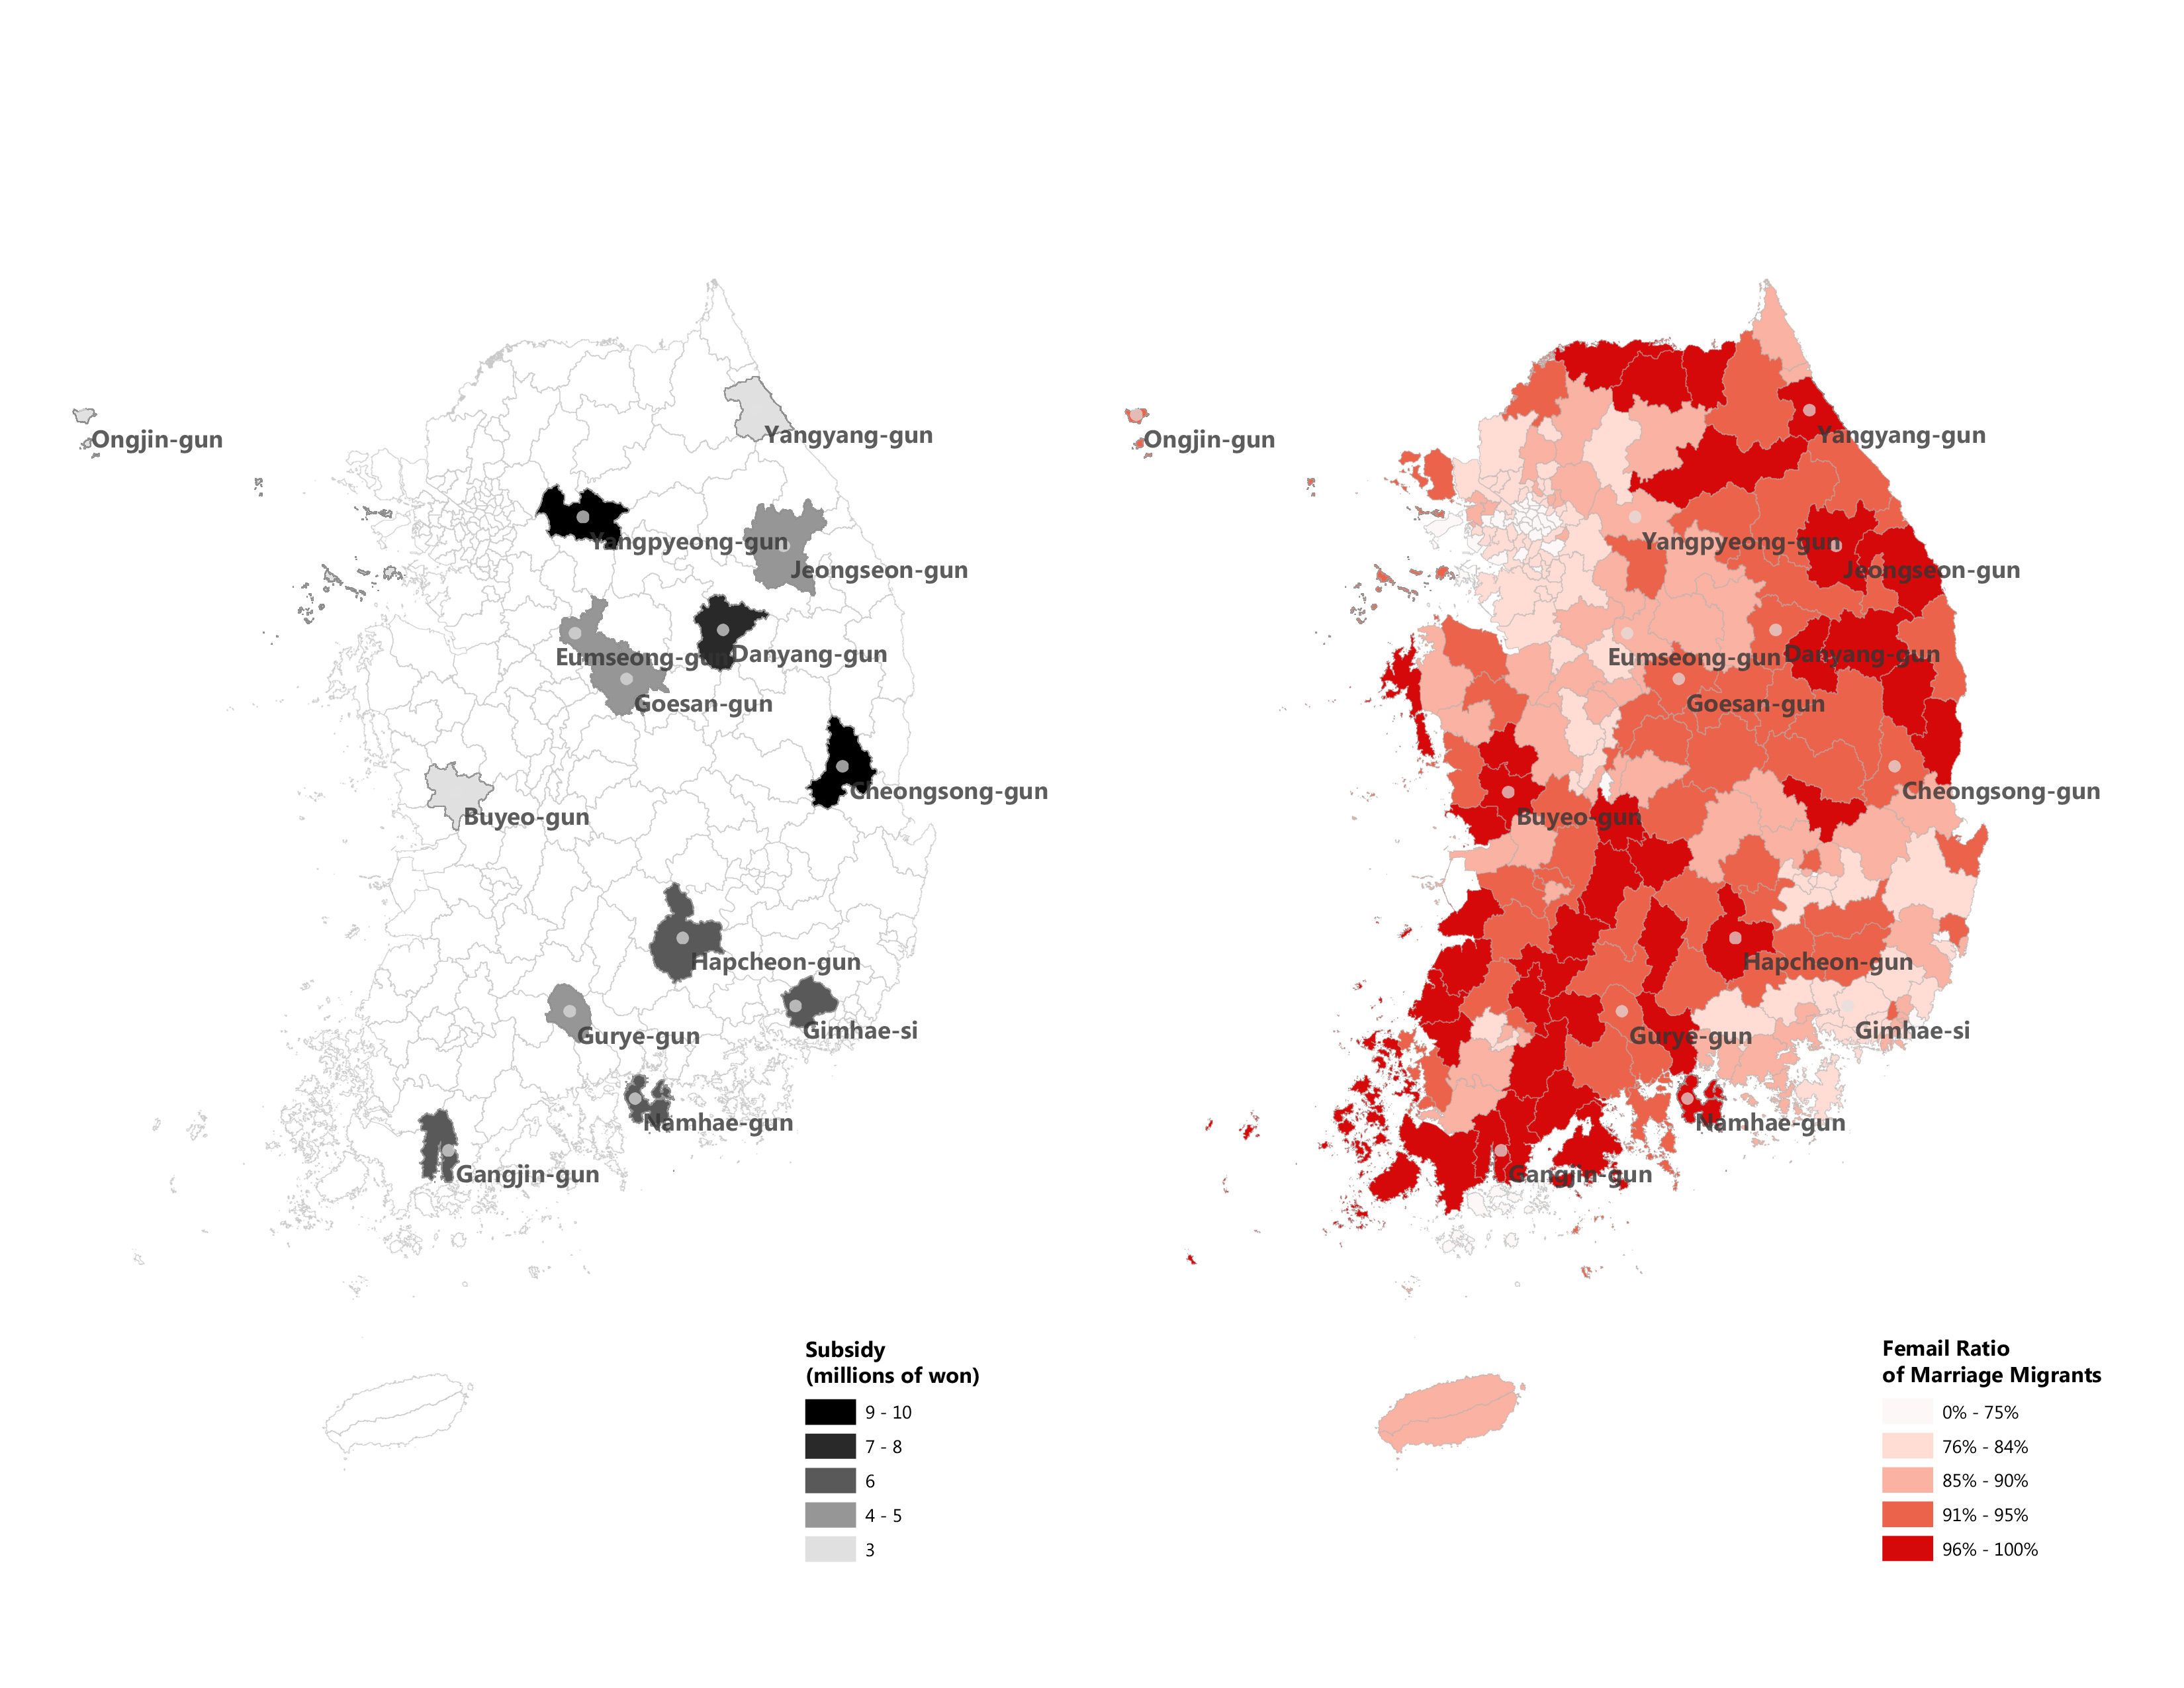 Ongjin-gun
Yangyang-gun
Yangpyeong-gun
Jeongseon-gun
Eumseong-gun
Danyang-gun
Goesan-gun
Cheongsong-gun
Buyeo-gun
Hapcheon-gun
Gimhae-si
Gurye-gun
Namhae-gun
Gangjin-gun
Subsidy
(millions of won)
9 - 10
7 - 8
6
4 - 5
3
Ongjin-gun
Yangyang-gun
Yangpyeong-gun
Jeongseon-gun
Eumseong-gun
Danyang-gun
Goesan-gun
Cheongsong-gun
Buyeo-gun
Hapcheon-gun
Gimhae-si
Gurye-gun
Namhae-gun
Gangjin-gun
Femail Ratio
of Marriage Migrants
0% - 75%
76% - 84%
85% - 90%
91% - 95%
96% - 100%